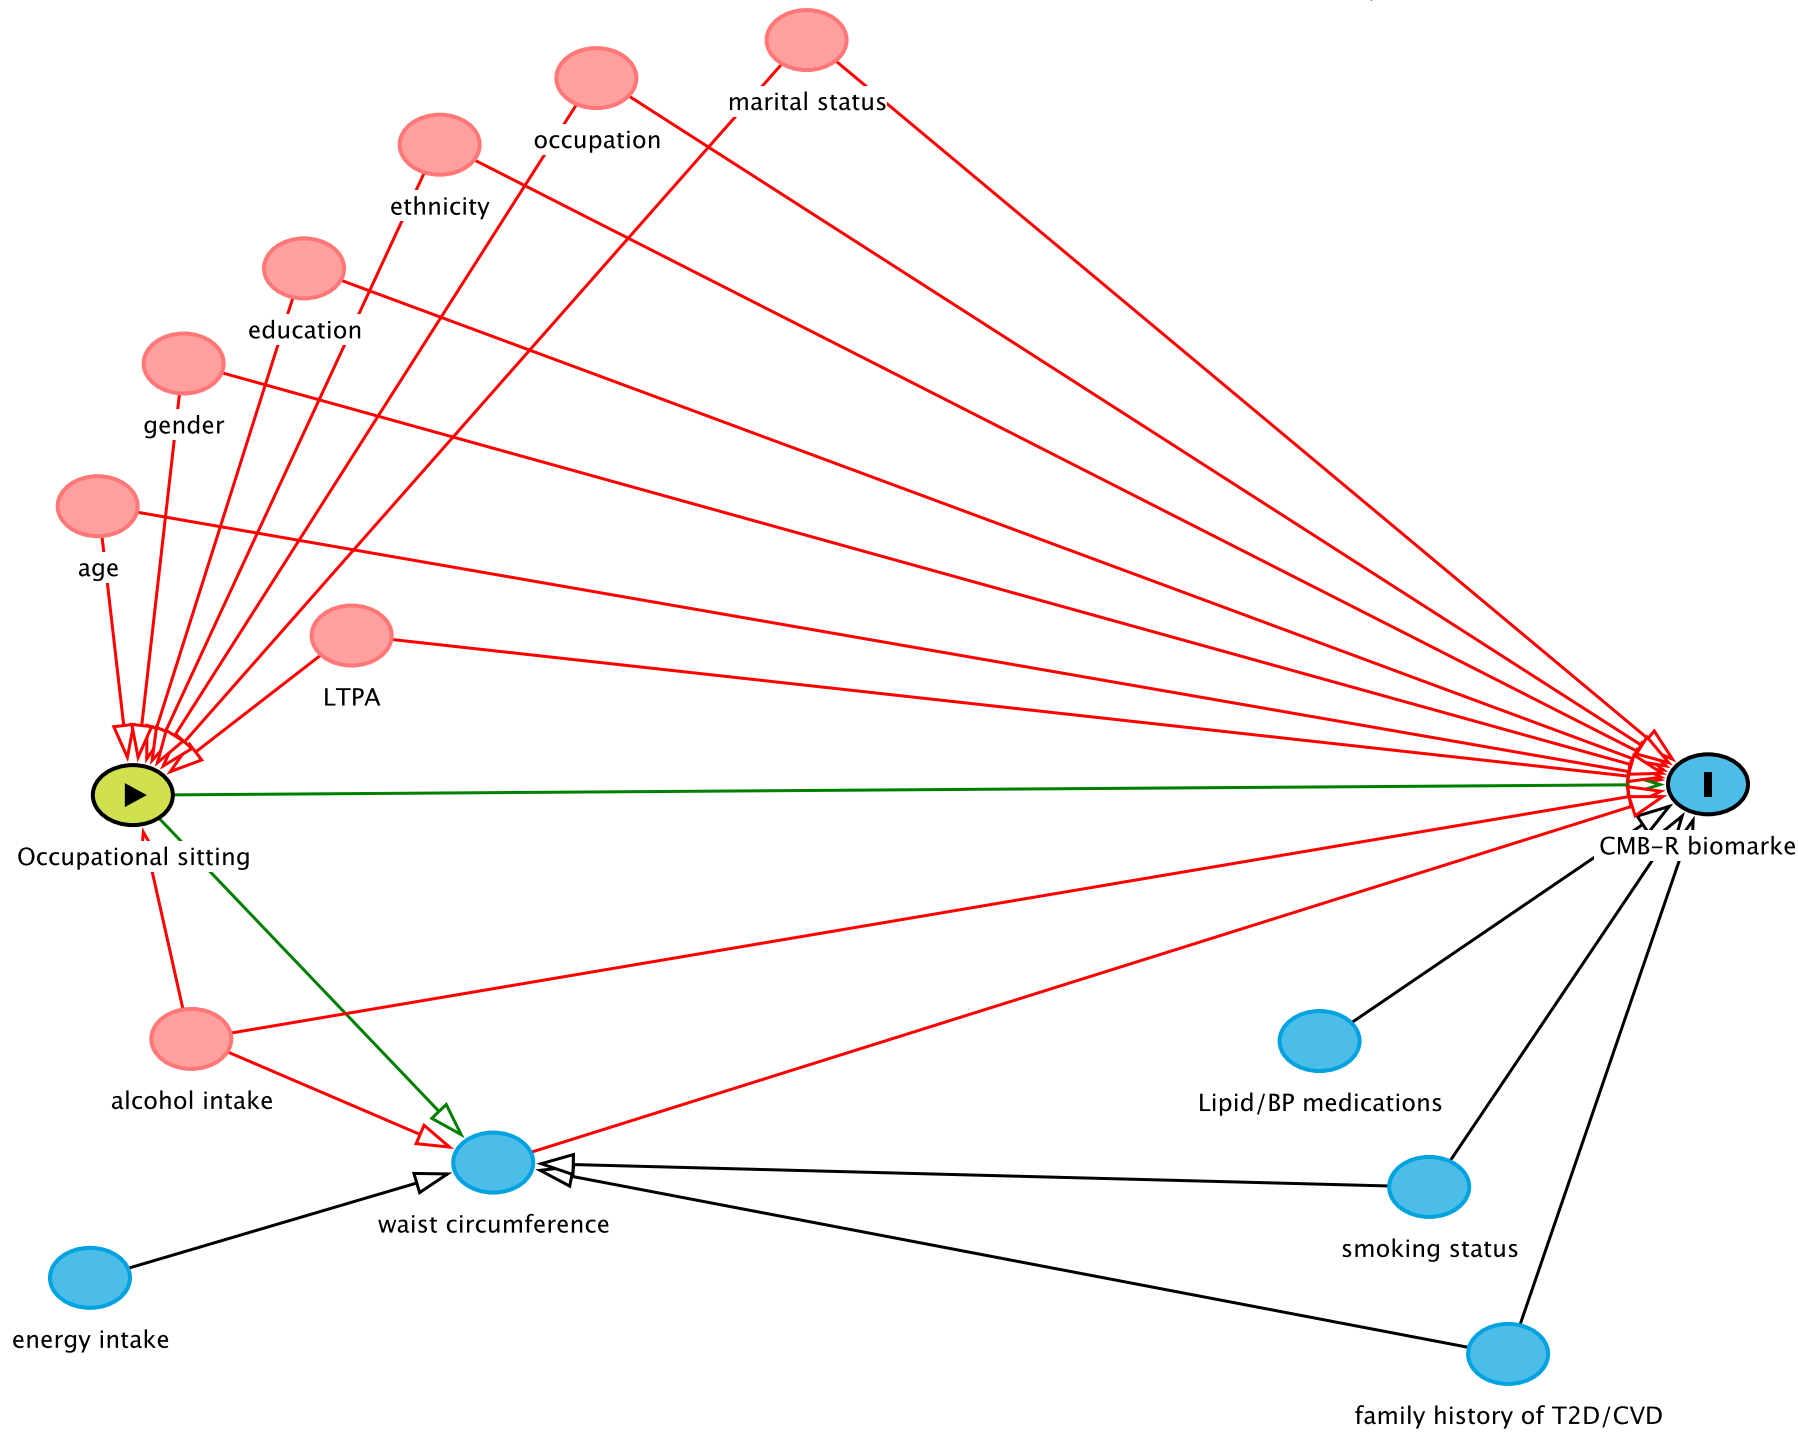 marital status
occupation
ethnicity
education
gender
age
LTPA
CMB-R biomarke
Occupational sitting
alcohol intake
Lipid/BP medications
waist circumference
smoking status
energy intake
family history of T2D/CVD